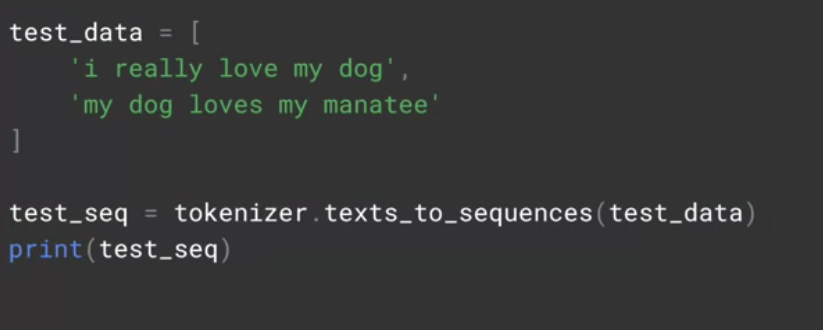 test_data = [
    'i really love my dog',
    'my dog loves my manatee'
]
test_seq = tokenizer.texts_to_sequences(test_data)
print(test_seq)